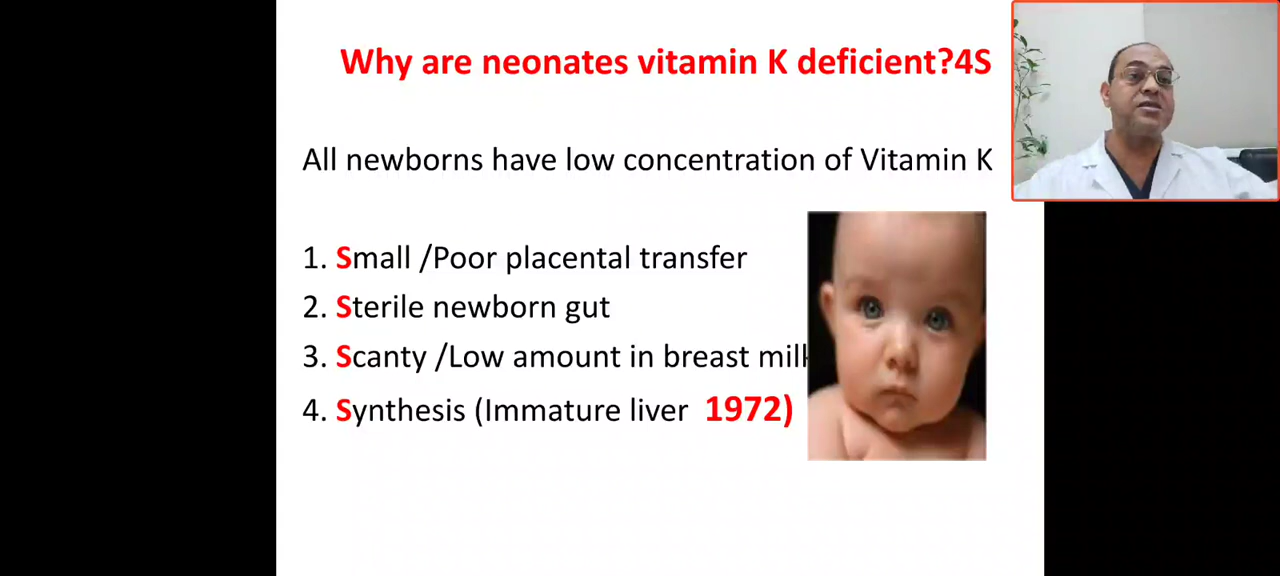 Why are neonates vitamin K deficient?4S
All newborns have low concentration of Vitamin K
1. Small /Poor placental transfer
2. Sterile newborn gut
3. Scanty /Low amount in breast milk
4. Synthesis (Immature liver 1972)